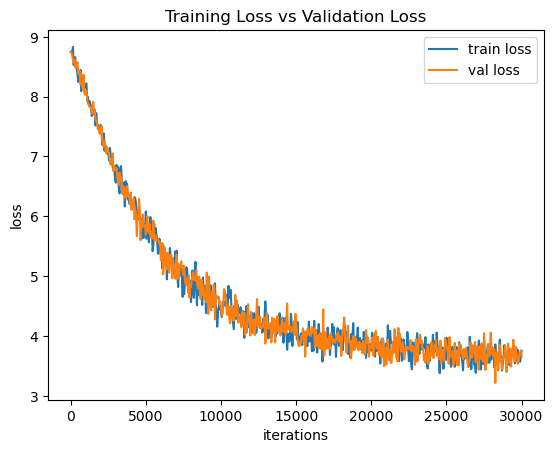 Training Loss vs Validation Loss
train loss
val loss
9
8
7
6
5
4
3
loss
0 5000 10000 15000 20000 25000 30000
iterations